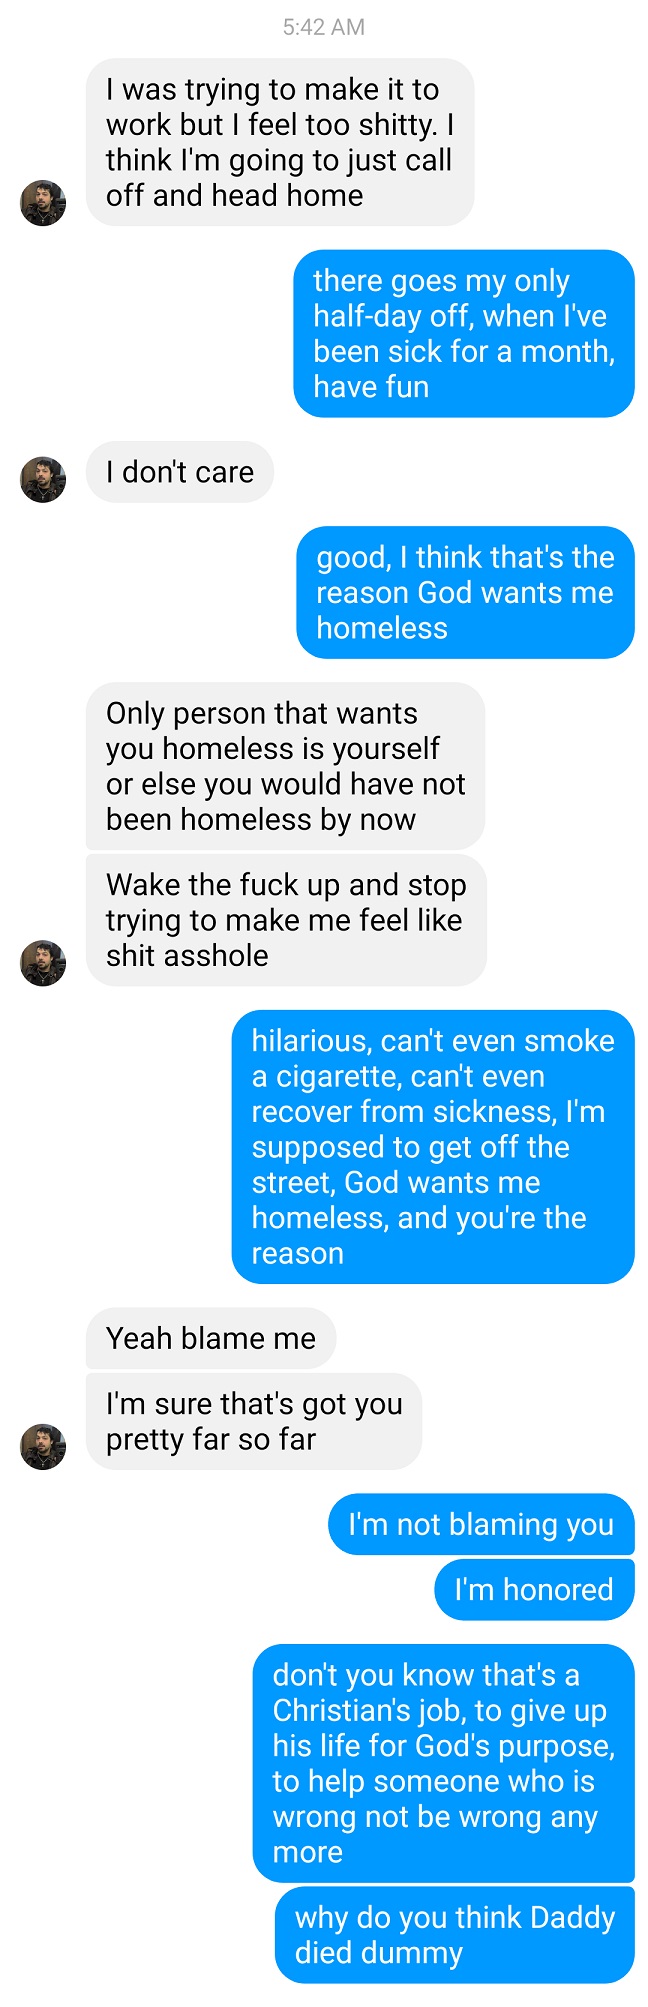 5:42 AM
I was trying to make it to
work but I feel too shitty. I
think I'm going to just call
off and head home
there goes my only
half-day off, when I've
been sick for a month,
have fun
I don't care
good, I think that's the
reason God wants me
homeless
Only person that wants
you homeless is yourself
or else you would have not
been homeless by now
Wake the fuck up and stop
trying to make me feel like
shit asshole
hilarious, can't even smoke
a cigarette, can't even
recover from sickness, I'm
supposed to get off the
street, God wants me
homeless, and you're the
reason
Yeah blame me
I'm sure that's got you
pretty far so far
I'm not blaming you
I'm honored
don't you know that's a
Christian's job, to give up
his life for God's purpose,
to help someone who is
wrong not be wrong any
more
why do you think Daddy
died dummy